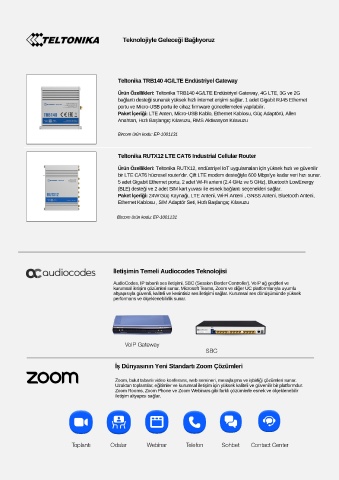 TELTONIKA
Teknolojiyle Geleceği Bağlıyoruz
Teltonika TRB140 4G/LTE Endüstriyel Gateway
Ürün Özellikleri: Teltonika TRB140 4G/LTE Endüstriyel Gateway, 4G LTE, 3G ve 2G
bağlantı desteği sunarak yüksek hızlı internet erişimi sağlar. 1 adet Gigabit RJ45 Ethernet
portu ve Micro-USB portu ile cihaz firmware güncellemeleri yapılabilir.
Paket İçeriği: LTE Anten, Micro-USB Kablo, Ethernet Kablosu, Güç Adaptörü, Allen
Anahtarı, Hızlı Başlangıç Kılavuzu, RMS Aktivasyon Kılavuzu
Bircom ürün kodu: EP-1001131
Teltonika RUTX12 LTE CAT6 Industrial Cellular Router
Ürün Özellikleri: Teltonika RUTX12, endüstriyel IoT uygulamaları için yüksek hızlı ve güvenilir
bir LTE CAT6 hücresel router'dır. Çift LTE modem desteğiyle 600 Mbps'ye kadar veri hızı sunar.
5 adet Gigabit Ethernet portu, 2 adet Wi-Fi anteni (2.4 GHz ve 5 GHz), Bluetooth LowEnergy
(BLE) desteği ve 2 adet SIM kart yuvası ile esnek bağlantı seçenekleri sağlar.
Paket İçeriği: 24W Güç Kaynağı, LTE Anteni, Wi-Fi Anteni , GNSS Anteni, Bluetooth Anteni,
Ethernet Kablosu , SIM Adaptör Seti, Hızlı Başlangıç Kılavuzu
Bircom ürün kodu: EP-1001132
audiocodes
İletişimin Temeli Audiocodes Teknolojisi
AudioCodes, IP tabanlı ses iletişimi, SBC (Session Border Controller), VoIP ağ geçitleri ve
kurumsal iletişim çözümleri sunar. Microsoft Teams, Zoom ve diğer UC platformlarıyla uyumlu
altyapısıyla güvenli, kaliteli ve kesintisiz ses iletişimi sağlar. Kurumsal ses dönüşümünde yüksek
performans ve ölçeklenebilirlik sunar.
VoIP Gateway
SBC
zoom
İş Dünyasının Yeni Standartı Zoom Çözümleri
Zoom, bulut tabanlı video konferans, web seminer, mesajlaşma ve işbirliği çözümleri sunar.
Uzaktan toplantılar, eğitimler ve kurumsal iletişim için yüksek kaliteli ve güvenilir bir platformdur.
Zoom Rooms, Zoom Phone ve Zoom Webinars gibi farklı çözümlerle esnek ve ölçeklenebilir
iletişim altyapısı sağlar.
Toplantı
Odalar
Webinar
Telefon
Sohbet
Contact Center